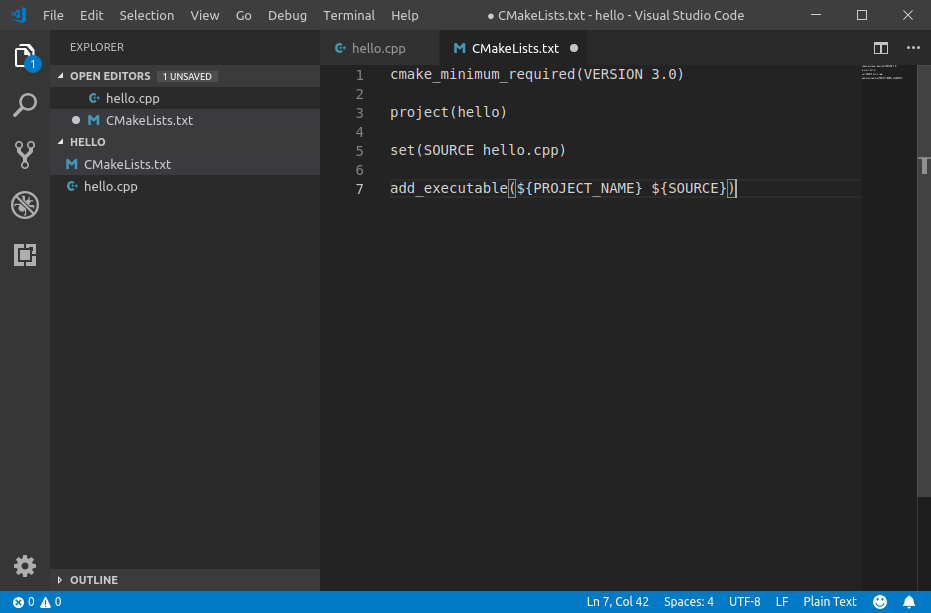 File Edit Selection View Go Debug Terminal Help ● CMakeLists.txt - hello - Visual Studio Code
EXPLORER
1
OPEN EDITORS 1 UNSAVED
hello.cpp
CMakeLists.txt
HELLO
CMakeLists.txt
hello.cpp
OUTLINE
hello.cpp CMakeLists.txt
1 cmake_minimum_required(VERSION 3.0)
2
3 project(hello)
4
5 set(SOURCE hello.cpp)
6
7 add_executable(${PROJECT_NAME} ${SOURCE})
0 0 Ln 7, Col 42 Spaces: 4 UTF-8 LF Plain Text